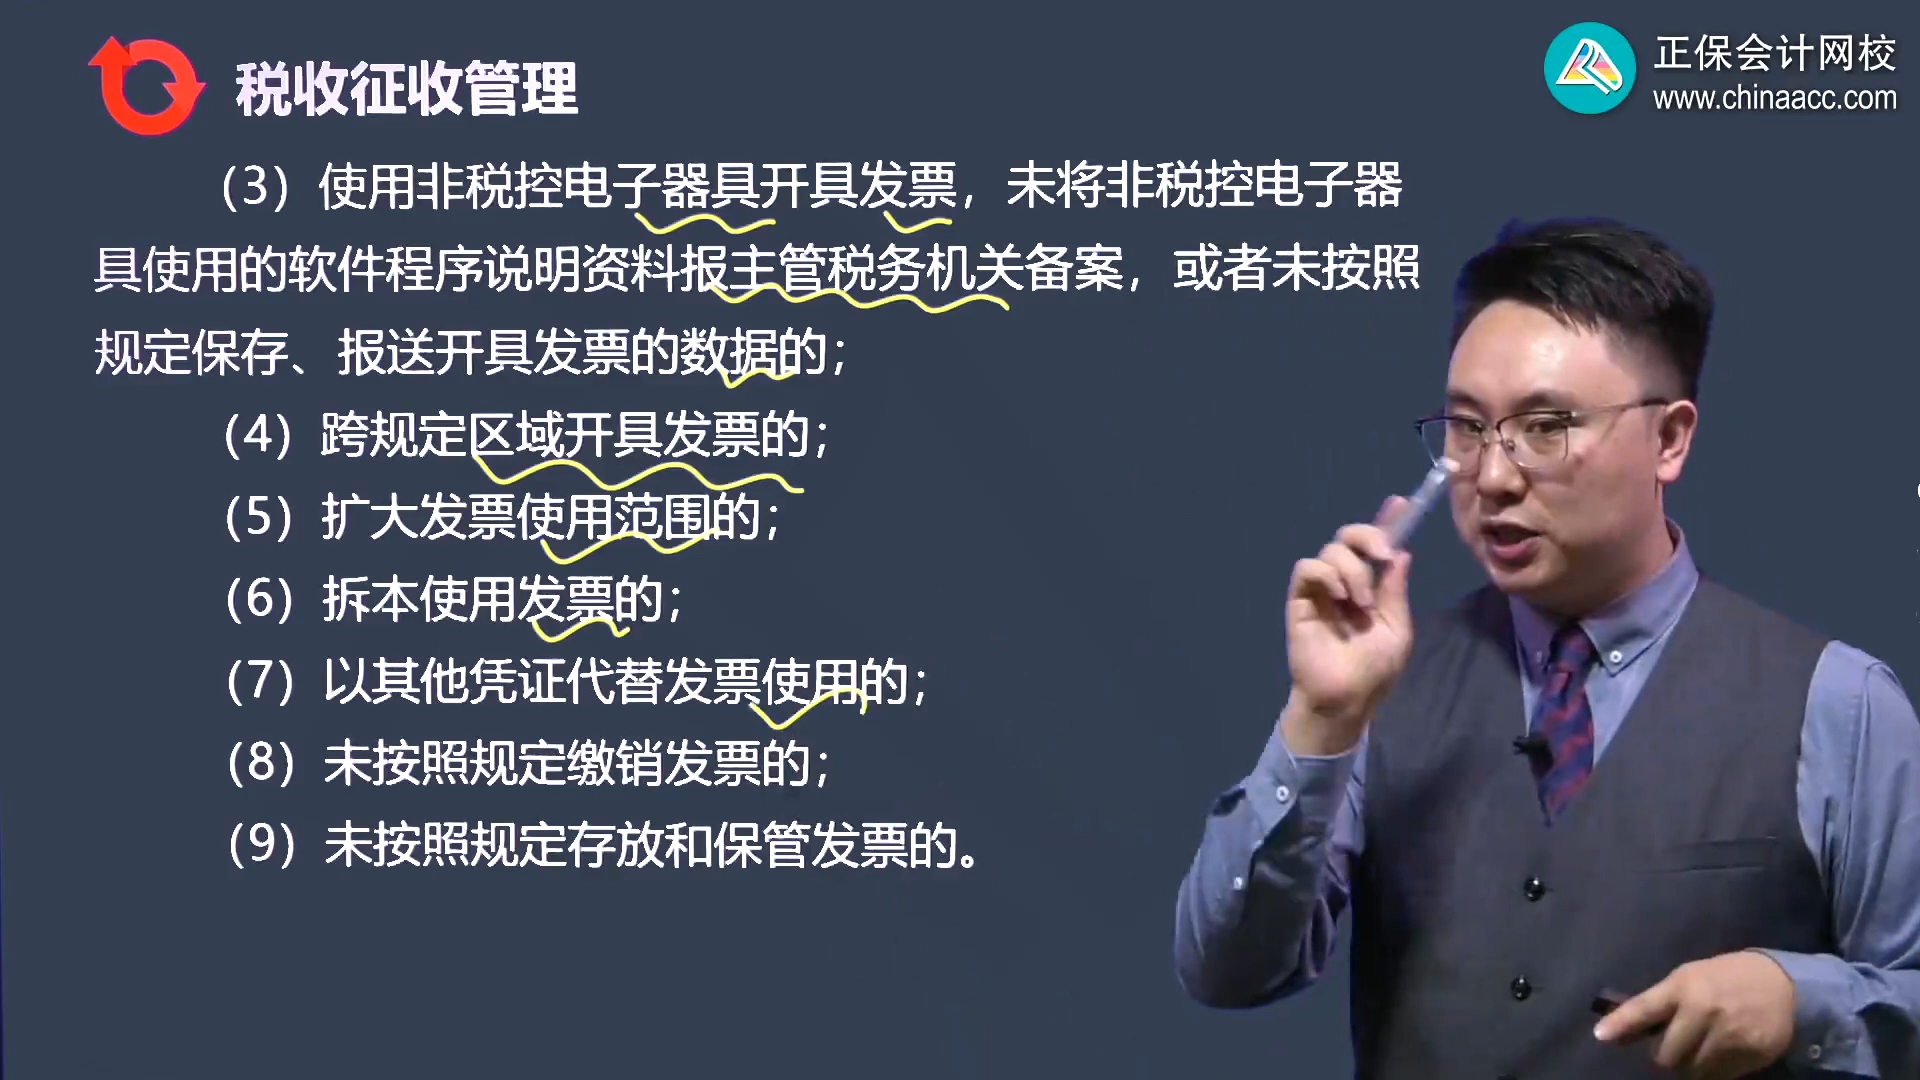 税收征收管理
正保会计网校
www.chinaacc.com
（3）使用非税控电子器具开具发票，未将非税控电子器
具使用的软件程序说明资料报主管税务机关备案，或者未按照
规定保存、报送开具发票的数据的；
（4）跨规定区域开具发票的；
（5）扩大发票使用范围的；
（6）拆本使用发票的；
（7）以其他凭证代替发票使用的；
（8）未按照规定缴销发票的；
（9）未按照规定存放和保管发票的。